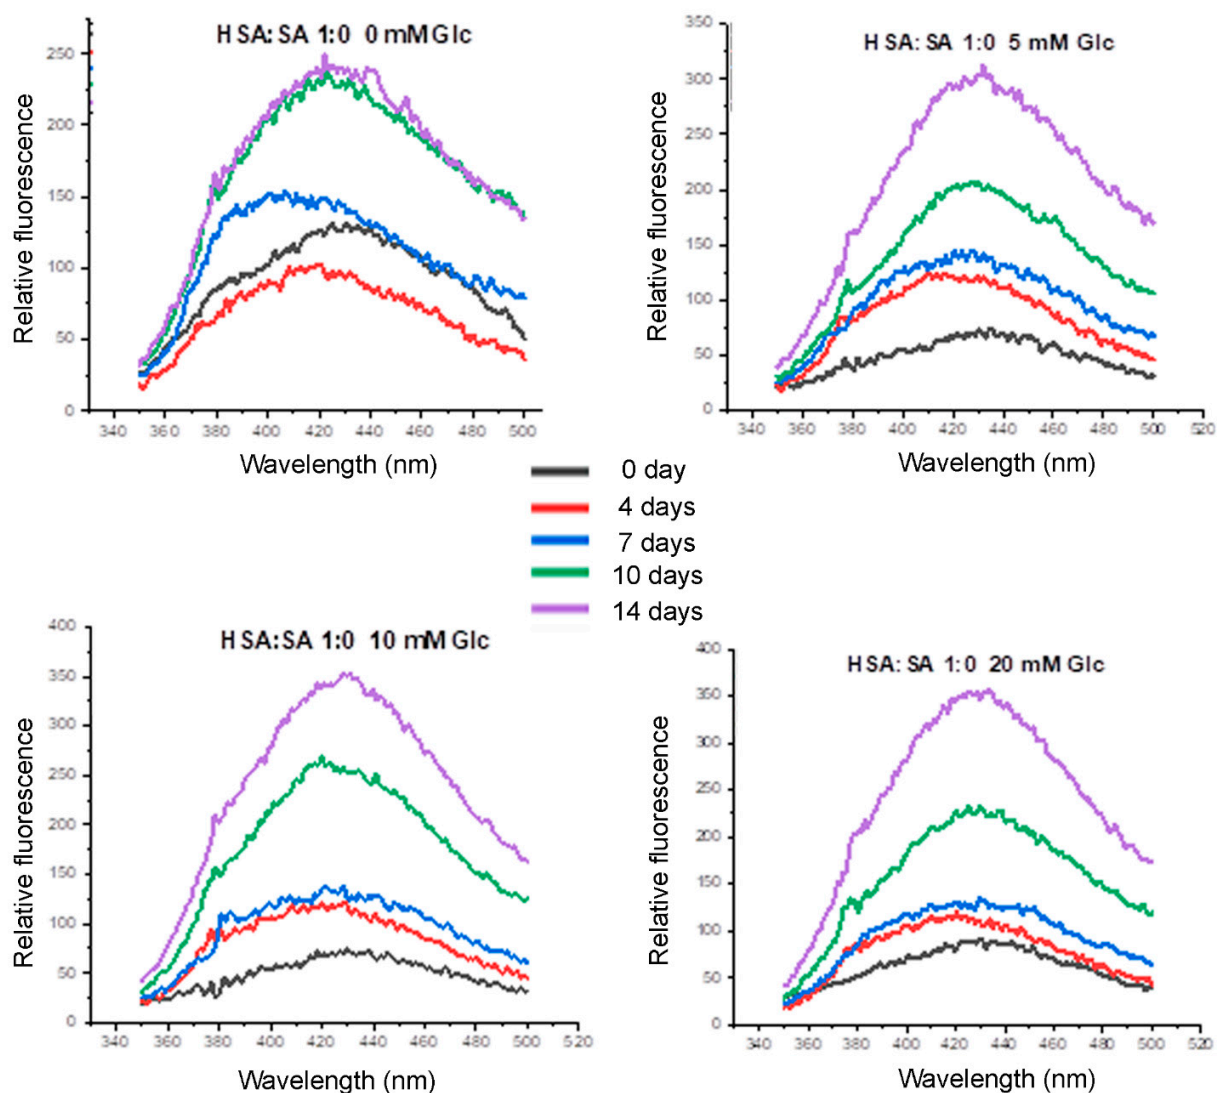 HSA:SA 1:0 0 mM Glc
Relative fluorescence
250
200
150
100
50
0
340 360 380 400 420 440 460 480 500
Wavelength (nm)
HSA: SA 1:0 5 mM Glc
Relative fluorescence
350
300
250
200
150
100
50
0
340 360 380 400 420 440 460 480 500 520
Wavelength (nm)
0 day
4 days
7 days
10 days
14 days
HSA:SA 1:0 10 mM Glc
Relative fluorescence
400
350
300
250
200
150
100
50
0
340 360 380 400 420 440 460 480 500 520
Wavelength (nm)
HSA: SA 1:0 20 mM Glc
Relative fluorescence
400
350
300
250
200
150
100
50
0
340 360 380 400 420 440 460 480 500 520
Wavelength (nm)